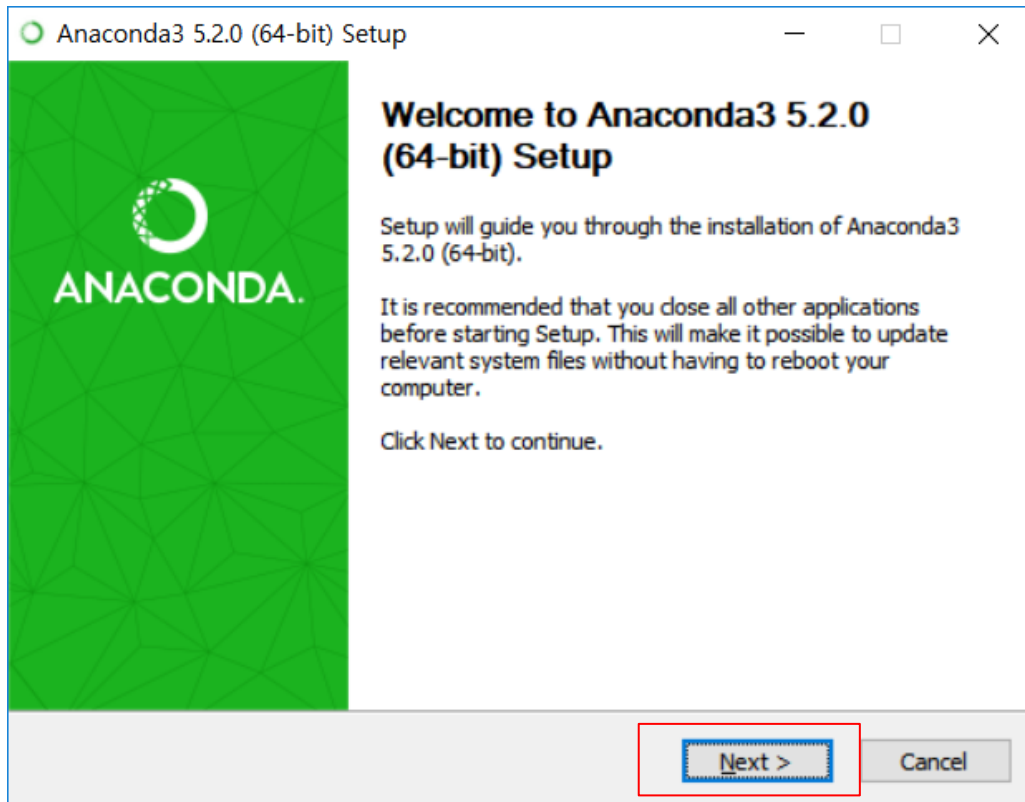 Anaconda3 5.2.0 (64-bit) Setup
ANACONDA.
Welcome to Anaconda3 5.2.0
(64-bit) Setup
Setup will guide you through the installation of Anaconda3
5.2.0 (64-bit).
It is recommended that you close all other applications
before starting Setup. This will make it possible to update
relevant system files without having to reboot your
computer.
Click Next to continue.
Next >
Cancel